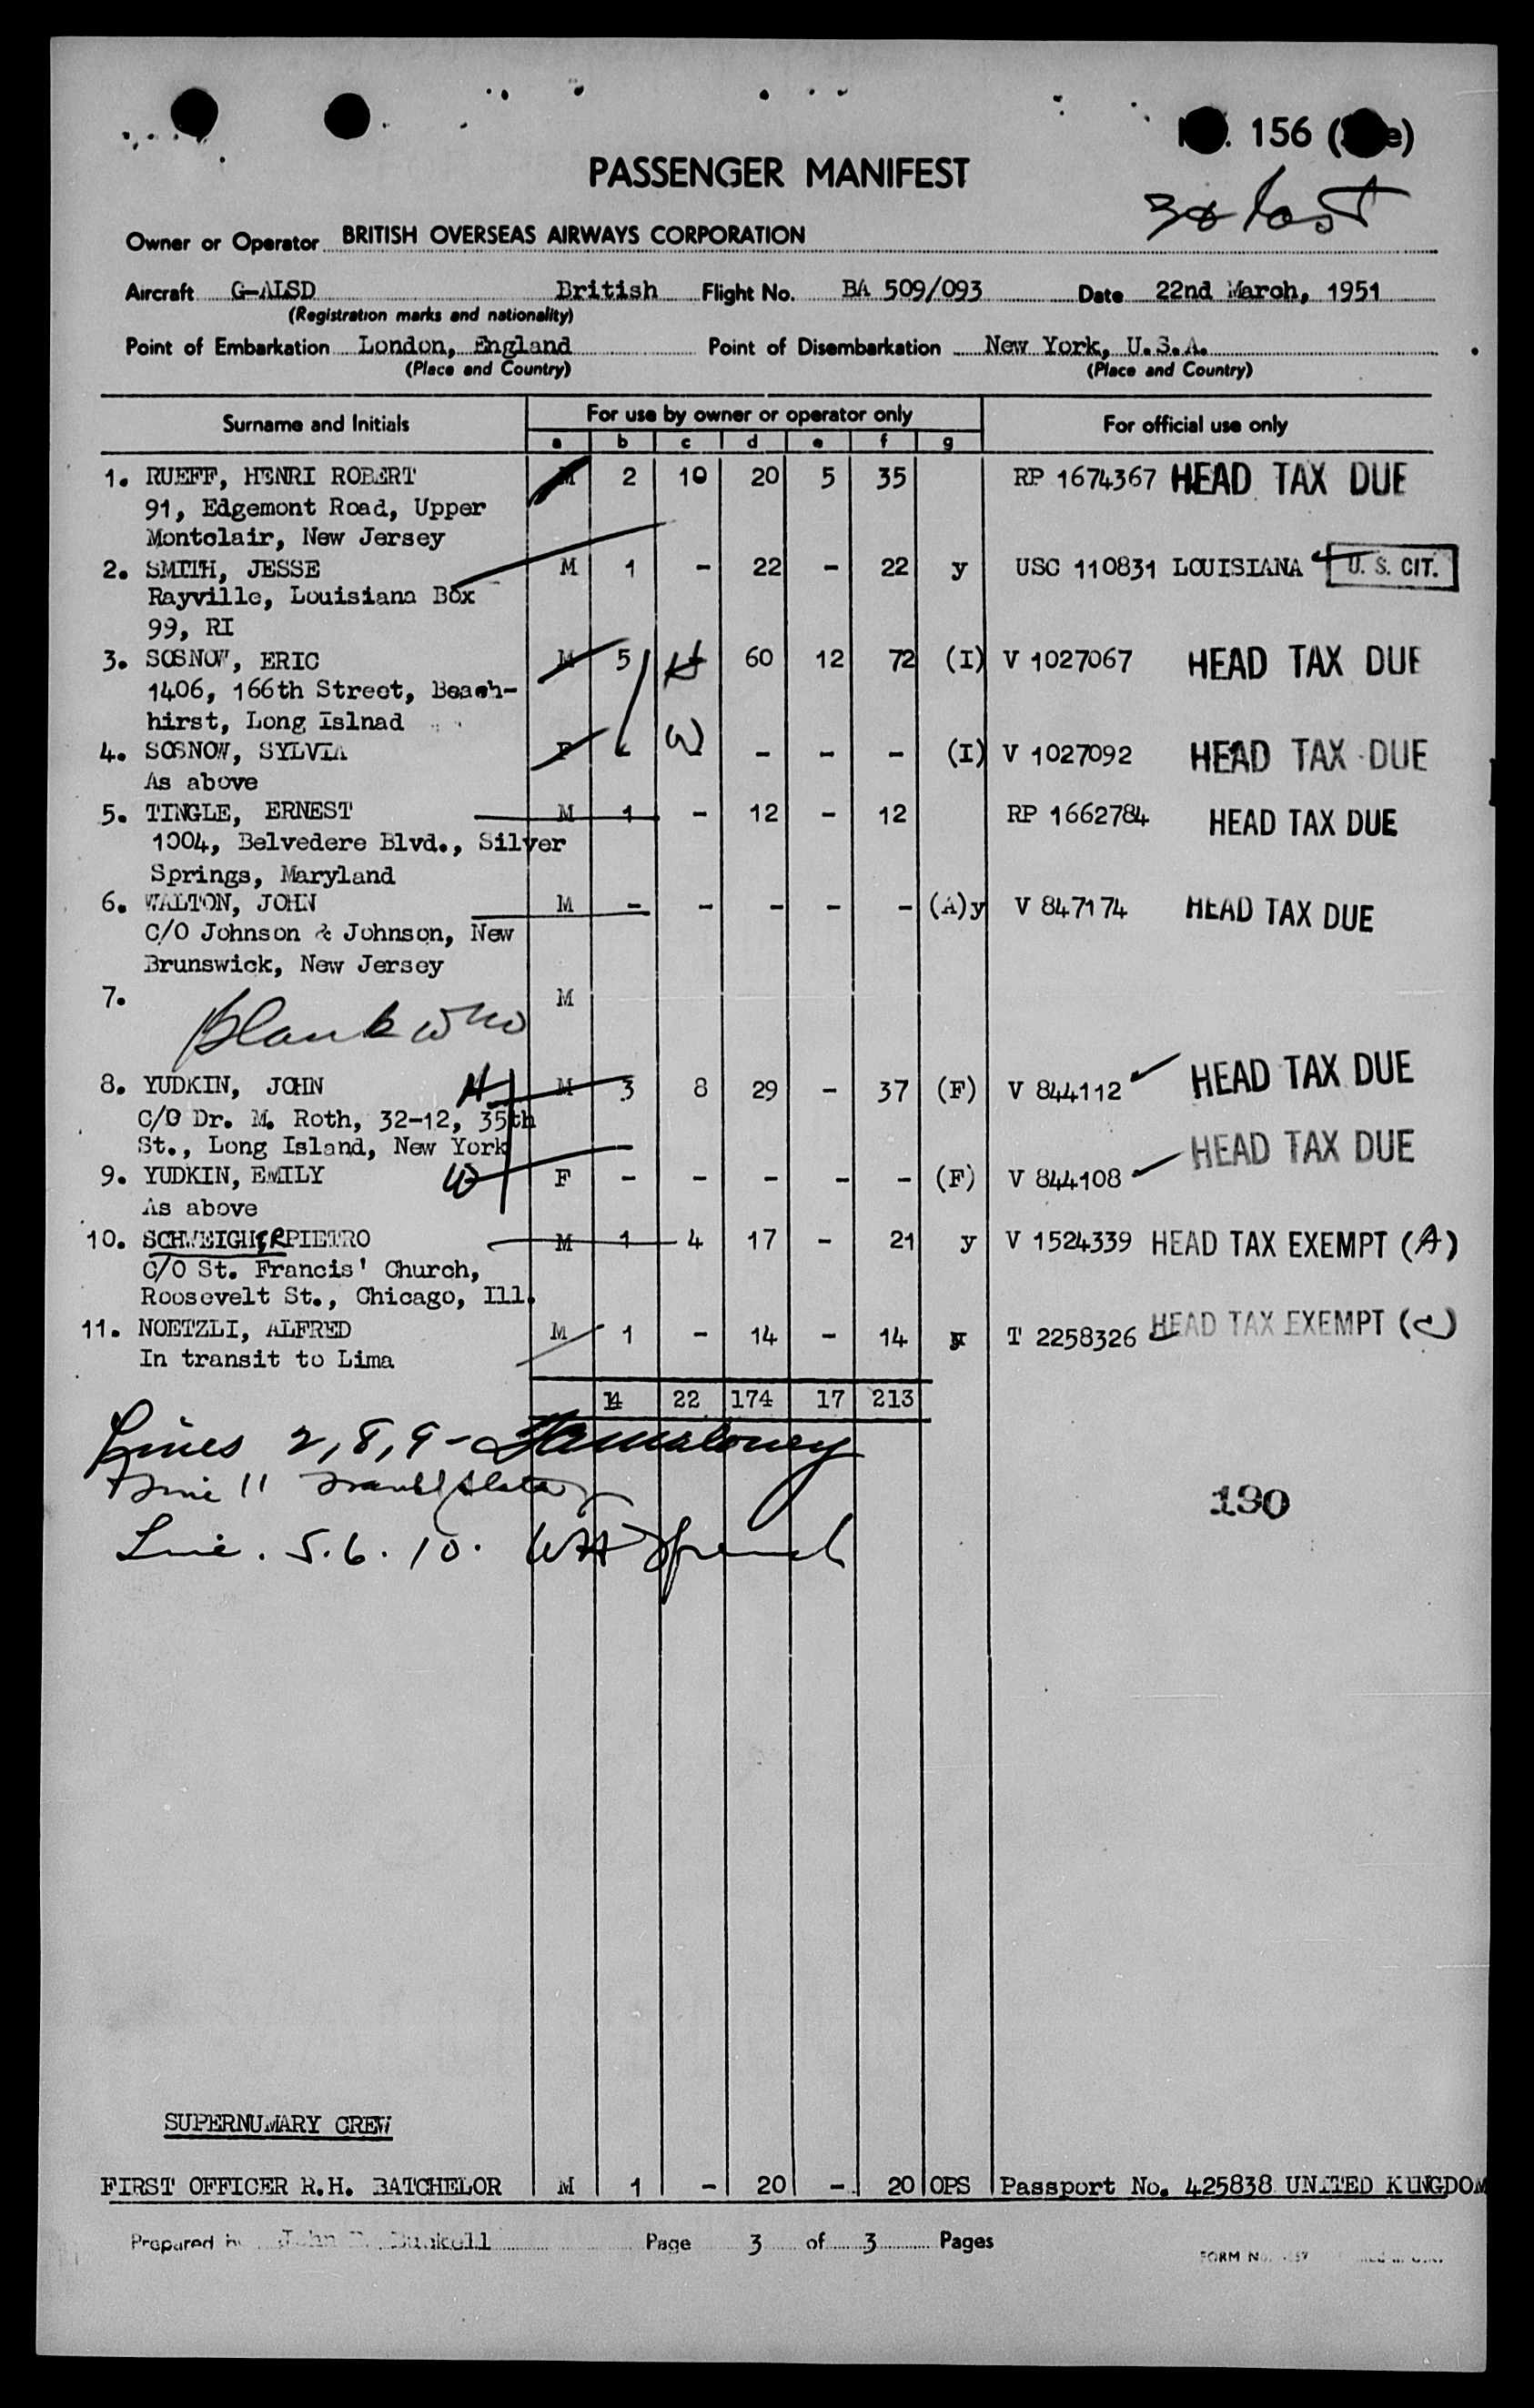 . 156 ( e)
PASSENGER MANIFEST
Owner or Operator BRITISH OVERSEAS AIRWAYS CORPORATION
Aircraft G-ALSD British Flight No. BA 509/093 Date 22nd March, 1951
(Registration marks and nationality)
Point of Embarkation London, England Point of Disembarkation New York, U.S.A.
(Place and Country) (Place and Country)
Surname and Initials For use by owner or operator only For official use only
a b c d e f g
1. RUEFF, HENRI ROBERT M 2 10 20 5 35 RP 1674367 HEAD TAX DUE
91, Edgemont Road, Upper
Montclair, New Jersey
2. SMITH, JESSE M 1 - 22 - 22 y USC 110831 LOUISIANA U. S. CIT.
Rayville, Louisiana Box
99, RI
3. SOSNOW, ERIC M 5 H 60 12 72 (I) V 1027067 HEAD TAX DUE
1406, 166th Street, Beach-
hirst, Long Islnad
4. SOSNOW, SYLVIA F - W - - - (I) V 1027092 HEAD TAX DUE
As above
5. TINGLE, ERNEST M 1 - 12 - 12 RP 1662784 HEAD TAX DUE
1004, Belvedere Blvd., Silver
Springs, Maryland
6. WALTON, JOHN M - - - - - (A)y V 847174 HEAD TAX DUE
C/O Johnson & Johnson, New
Brunswick, New Jersey
7. M
Blank
8. YUDKIN, JOHN H M 3 8 29 - 37 (F) V 844112 HEAD TAX DUE
C/O Dr. M. Roth, 32-12, 35th
St., Long Island, New York
9. YUDKIN, EMILY W F - - - - - (F) V 844108 HEAD TAX DUE
As above
10. SCHWEIGHER PIETRO M 1 4 17 - 21 y V 1524339 HEAD TAX EXEMPT (A)
C/O St. Francis' Church,
Roosevelt St., Chicago, Ill.
11. NOETZLI, ALFRED M 1 - 14 - 14 y T 2258326 HEAD TAX EXEMPT (C)
In transit to Lima
14 22 174 17 213
Lines 2, 8, 9 -
Line 11
190
Line. 5. 6. 10.
SUPERNUMARY CREW
FIRST OFFICER R.H. BATCHELOR M 1 - 20 - 20 OPS Passport No. 425838 UNITED KINGDOM
Prepared by John Page 3 of 3 Pages
FORM No.